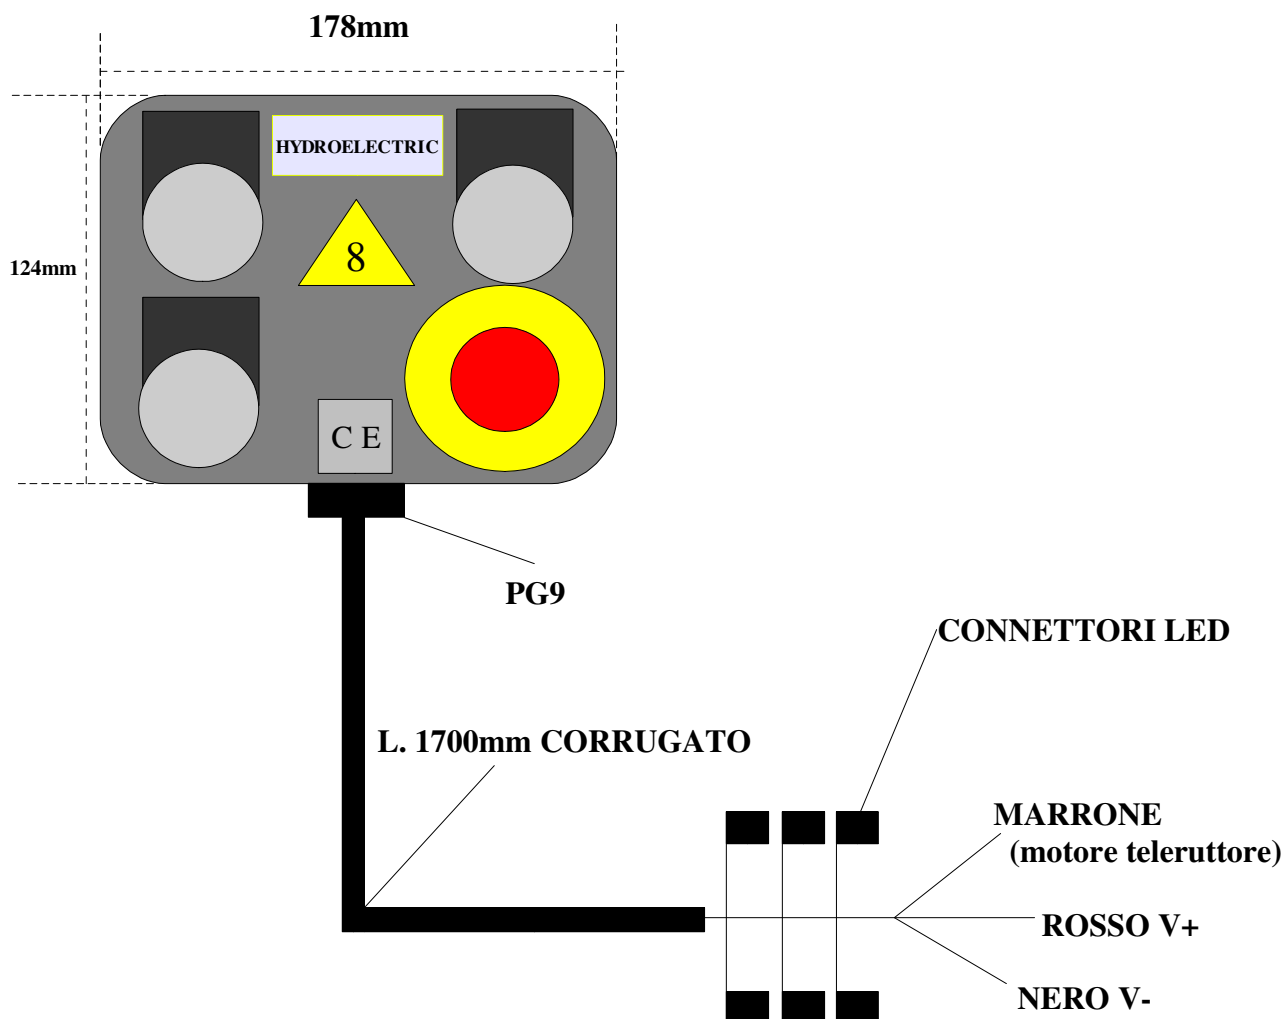 178mm
HYDROELECTRIC
124mm
8
C E
PG9
CONNETTORI LED
L. 1700mm CORRUGATO
MARRONE
(motore teleruttore)
ROSSO V+
NERO V-